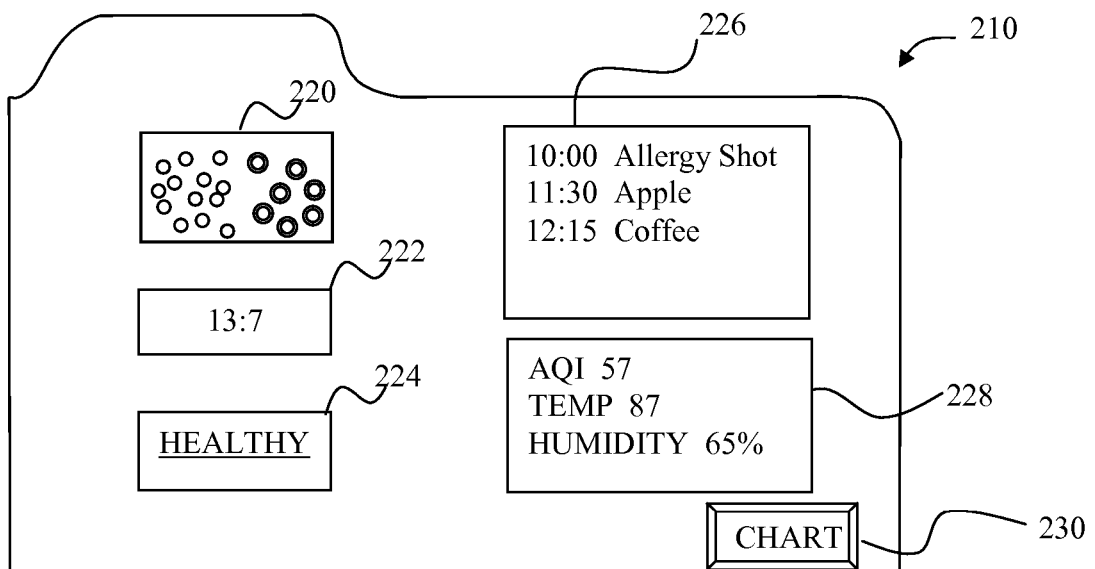 226
210
220
10:00 Allergy Shot
11:30 Apple
12:15 Coffee
222
13:7
AQI 57
TEMP 87
HUMIDITY 65%
224
228
HEALTHY
CHART
230